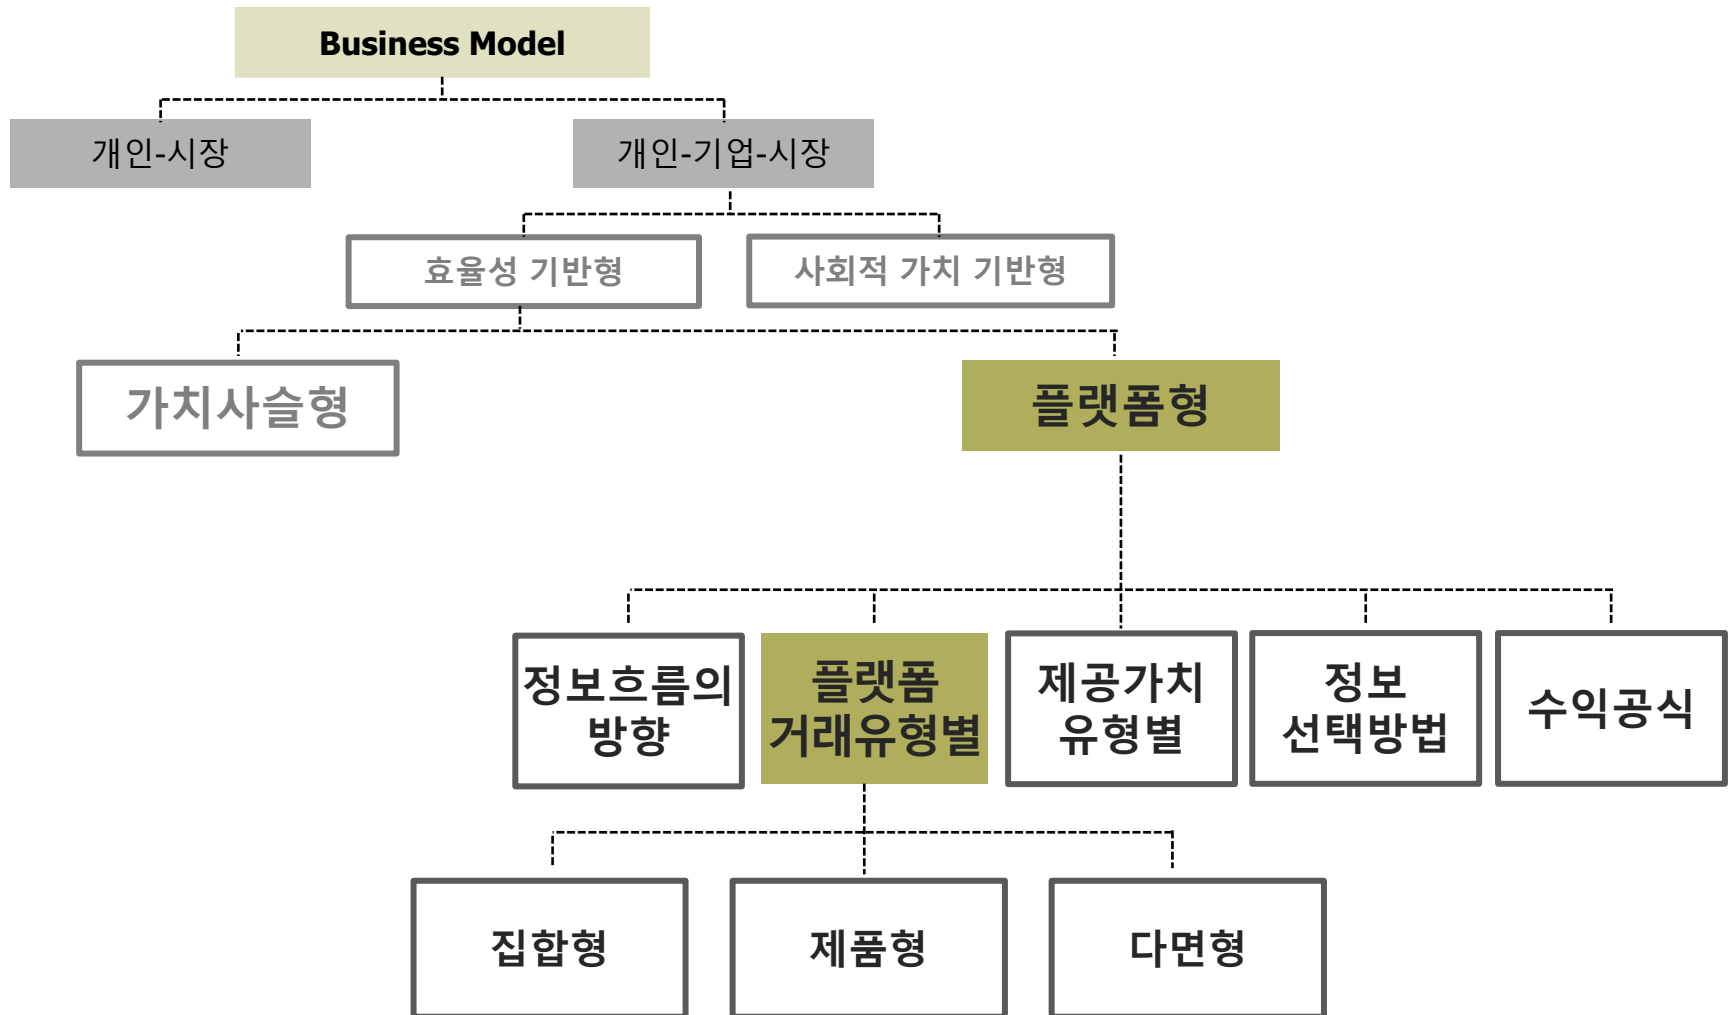 Business Model
개인-시장
개인-기업-시장
효율성 기반형
사회적 가치 기반형
가치사슬형
플랫폼형
정보흐름의
방향
플랫폼
거래유형별
제공가치
유형별
정보
선택방법
수익공식
집합형
제품형
다면형